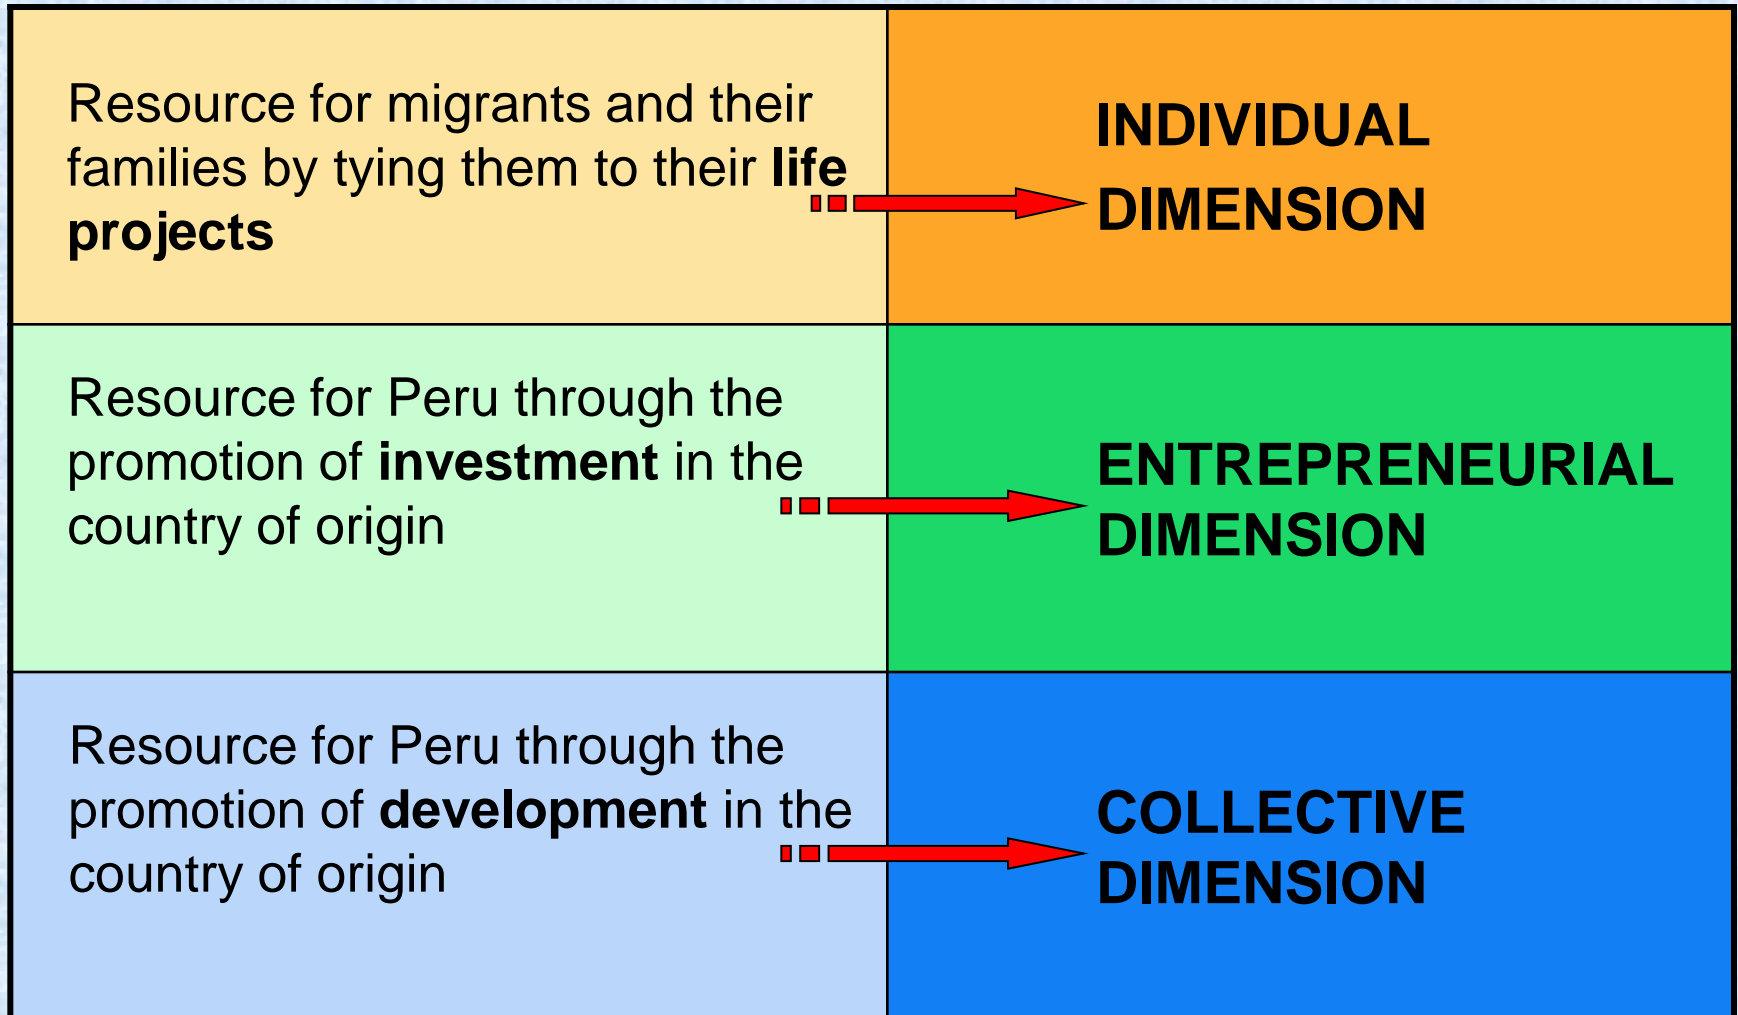 Resource for migrants and their
families by tying them to their life
projects
INDIVIDUAL
DIMENSION
Resource for Peru through the
promotion of investment in the
country of origin
ENTREPRENEURIAL
DIMENSION
Resource for Peru through the
promotion of development in the
country of origin
COLLECTIVE
DIMENSION